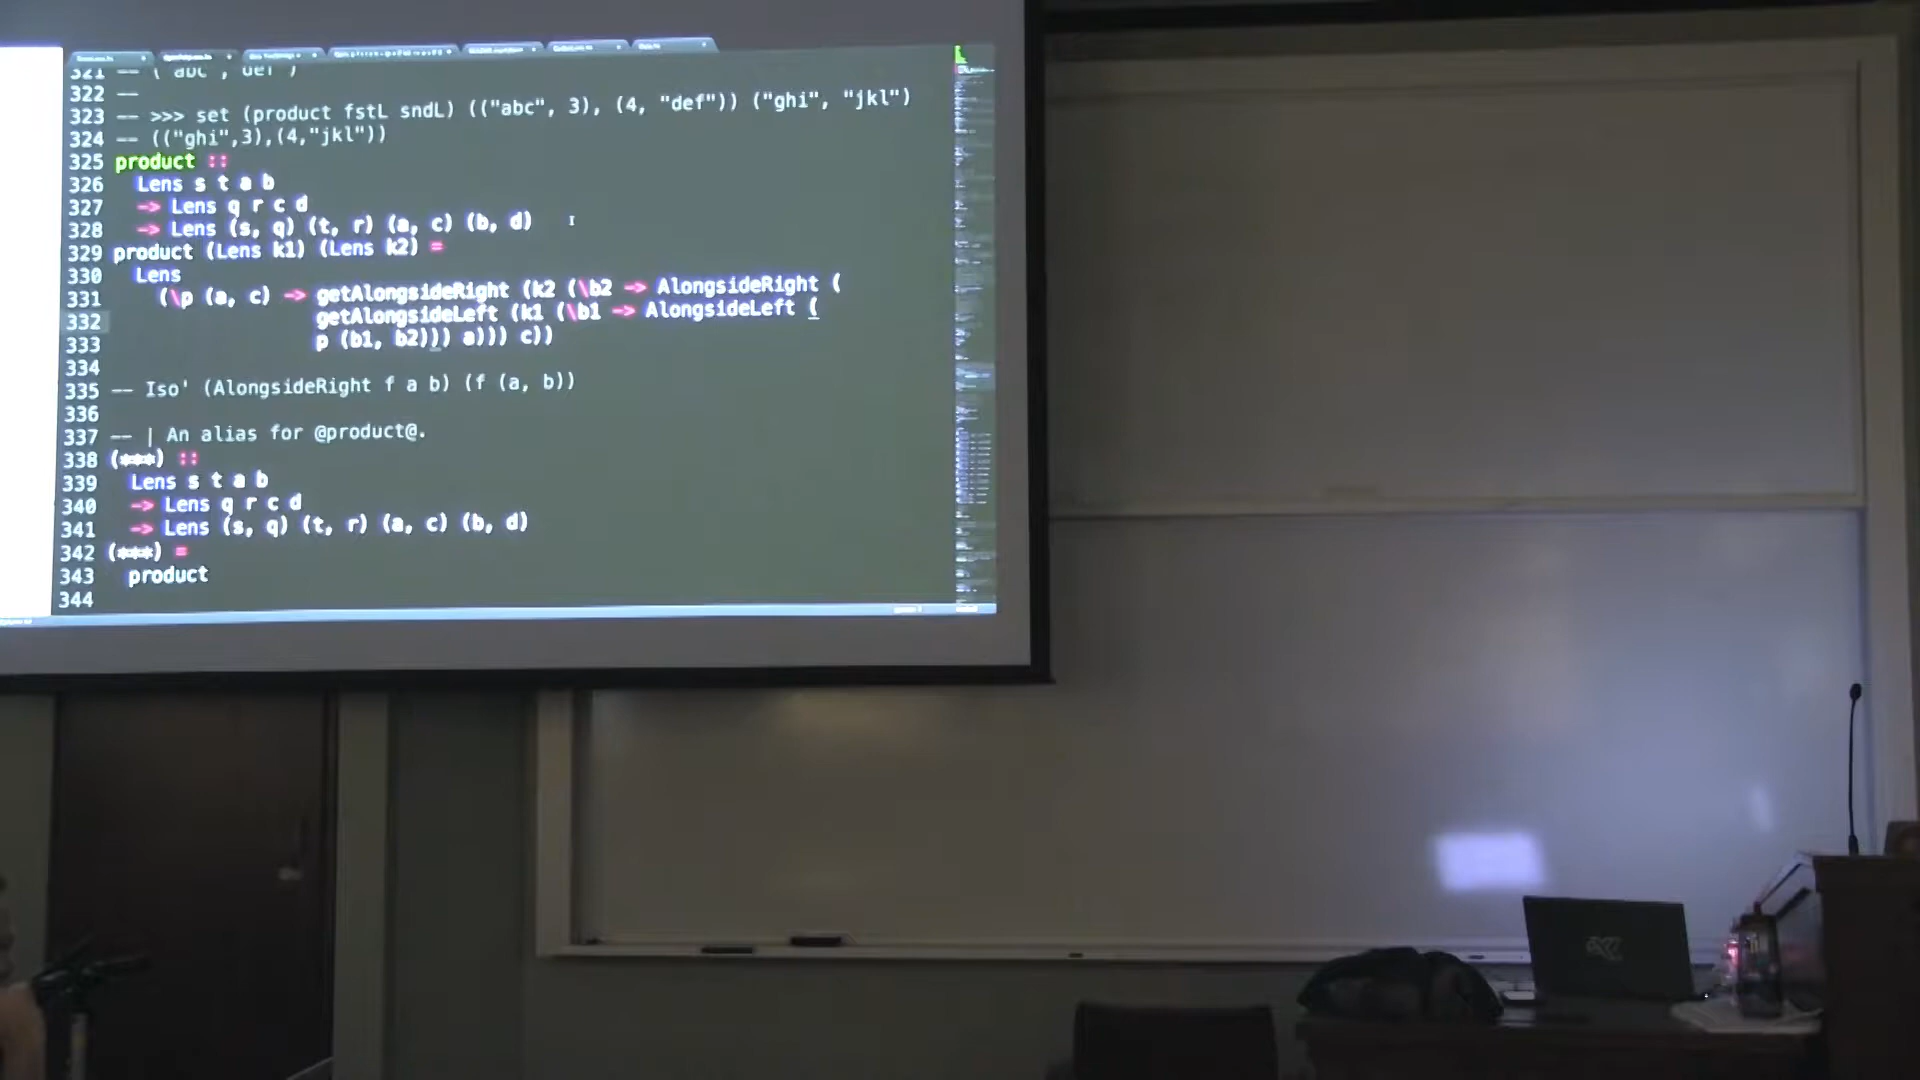 321 -- ("abc","def")
322 --
323 -- >>> set (product fstL sndL) (("abc", 3), (4, "def")) ("ghi", "jkl")
324 -- (("ghi",3),(4,"jkl"))
325 product ::
326   Lens s t a b
327   -> Lens q r c d
328   -> Lens (s, q) (t, r) (a, c) (b, d)
329 product (Lens k1) (Lens k2) =
330   Lens
331     (\p (a, c) -> getAlongsideRight (k2 (\b2 -> AlongsideRight (
332                   getAlongsideLeft (k1 (\b1 -> AlongsideLeft (
333                   p (b1, b2))) a))) c))
334
335 -- Iso' (AlongsideRight f a b) (f (a, b))
336
337 -- | An alias for @product@.
338 (***) ::
339   Lens s t a b
340   -> Lens q r c d
341   -> Lens (s, q) (t, r) (a, c) (b, d)
342 (***) =
343   product
344